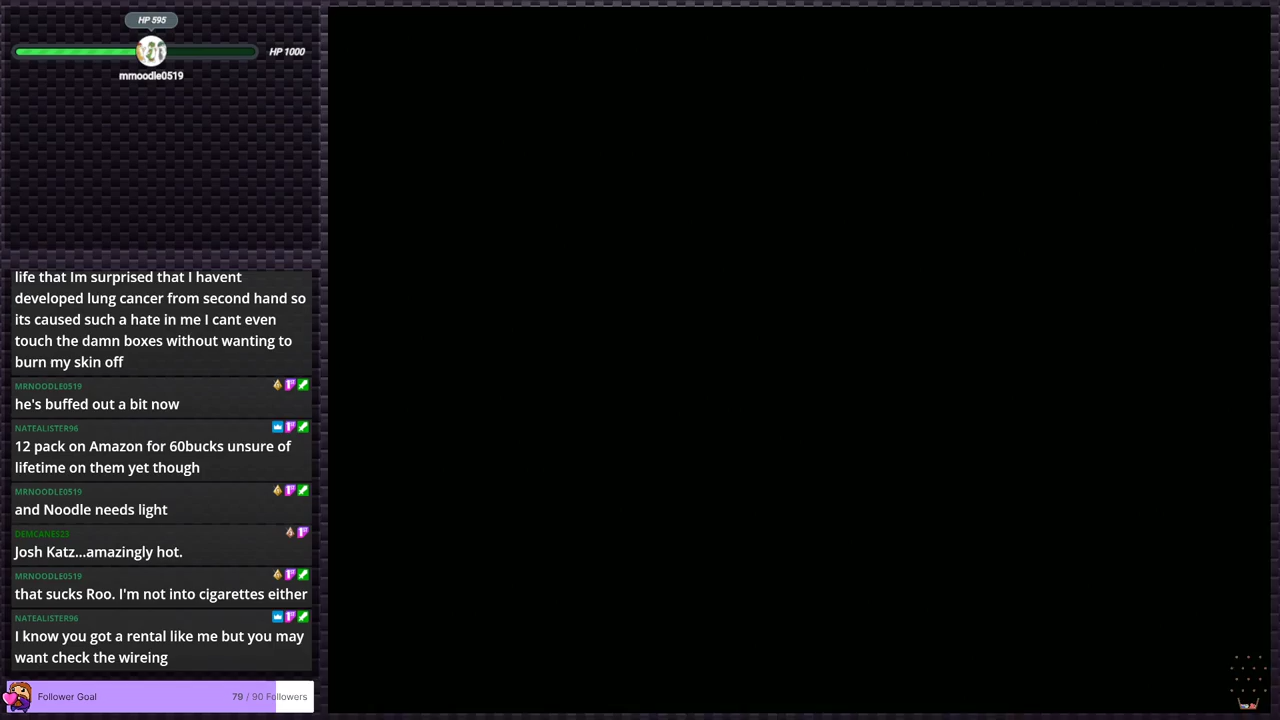 HP 595
HP 1000
mmoodle0519
life that Im surprised that I havent
developed lung cancer from second hand so
its caused such a hate in me I cant even
touch the damn boxes without wanting to
burn my skin off
MRNOODLE0519
he's buffed out a bit now
NATEALISTER96
12 pack on Amazon for 60bucks unsure of
lifetime on them yet though
MRNOODLE0519
and Noodle needs light
DEMCANES23
Josh Katz...amazingly hot.
MRNOODLE0519
that sucks Roo. I'm not into cigarettes either
NATEALISTER96
I know you got a rental like me but you may
want check the wireing
Follower Goal
79 / 90 Followers